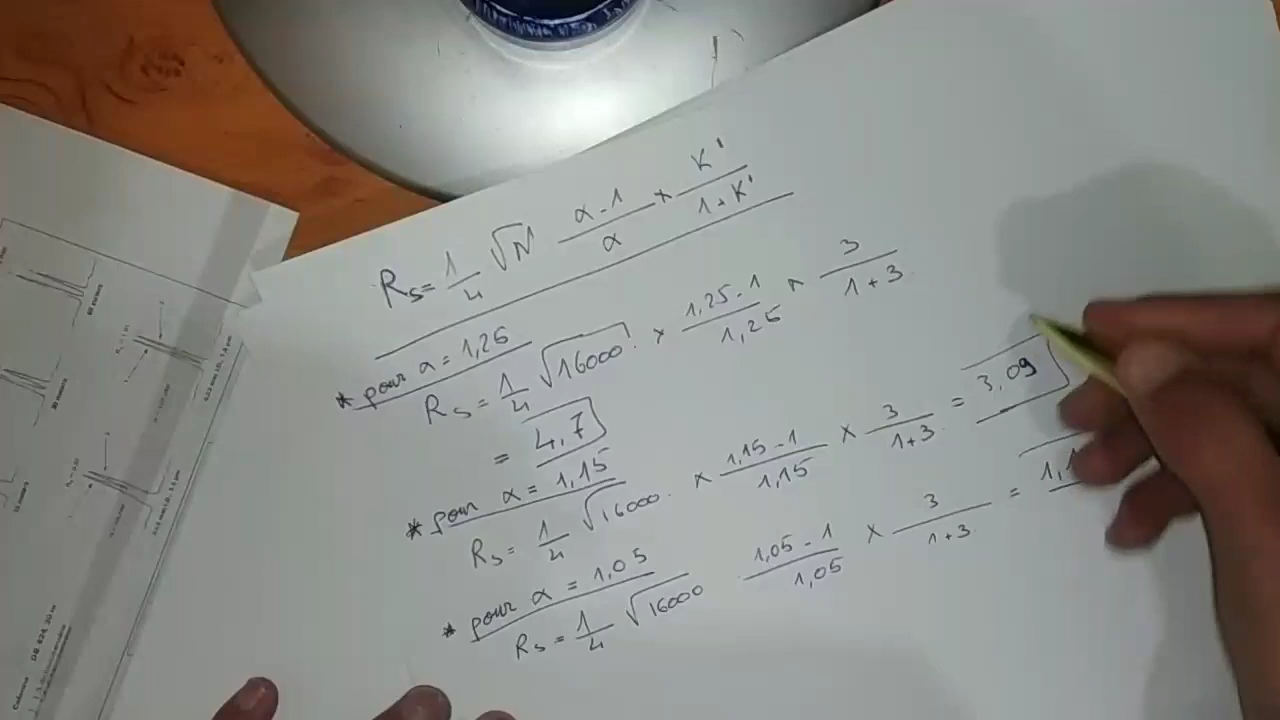 Rs = 1/4 √N α - 1 / α × K' / 1 + K'
* pour α = 1,25
Rs = 1/4 √16000 × 1,25 - 1 / 1,25 × 3 / 1 + 3
= 4,7
* pour α = 1,15
Rs = 1/4 √16000 × 1,15 - 1 / 1,15 × 3 / 1 + 3 = 3,09
* pour α = 1,05
Rs = 1/4 √16000 1,05 - 1 / 1,05 × 3 / 1 + 3 = 1,1